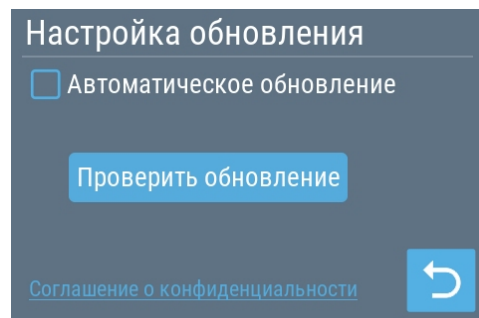 Настройка обновления
Автоматическое обновление
Проверить обновление
Соглашение о конфиденциальности